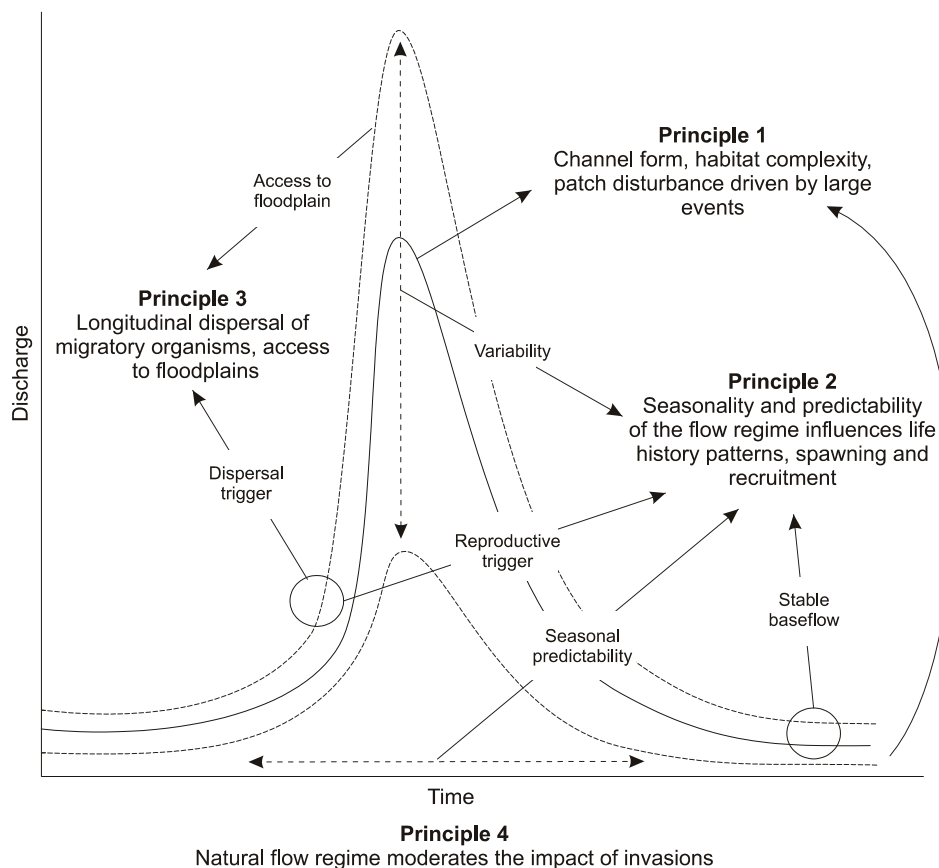 Principle 1
Channel form, habitat complexity,
patch disturbance driven by large
events
Access to
floodplain
Principle 3
Longitudinal dispersal of
migratory organisms, access
to floodplains
Variability
Principle 2
Seasonality and predictability
of the flow regime influences life
history patterns, spawning and
recruitment
Discharge
Dispersal
trigger
Reproductive
trigger
Stable
baseflow
Seasonal
predictability
Time
Principle 4
Natural flow regime moderates the impact of invasions